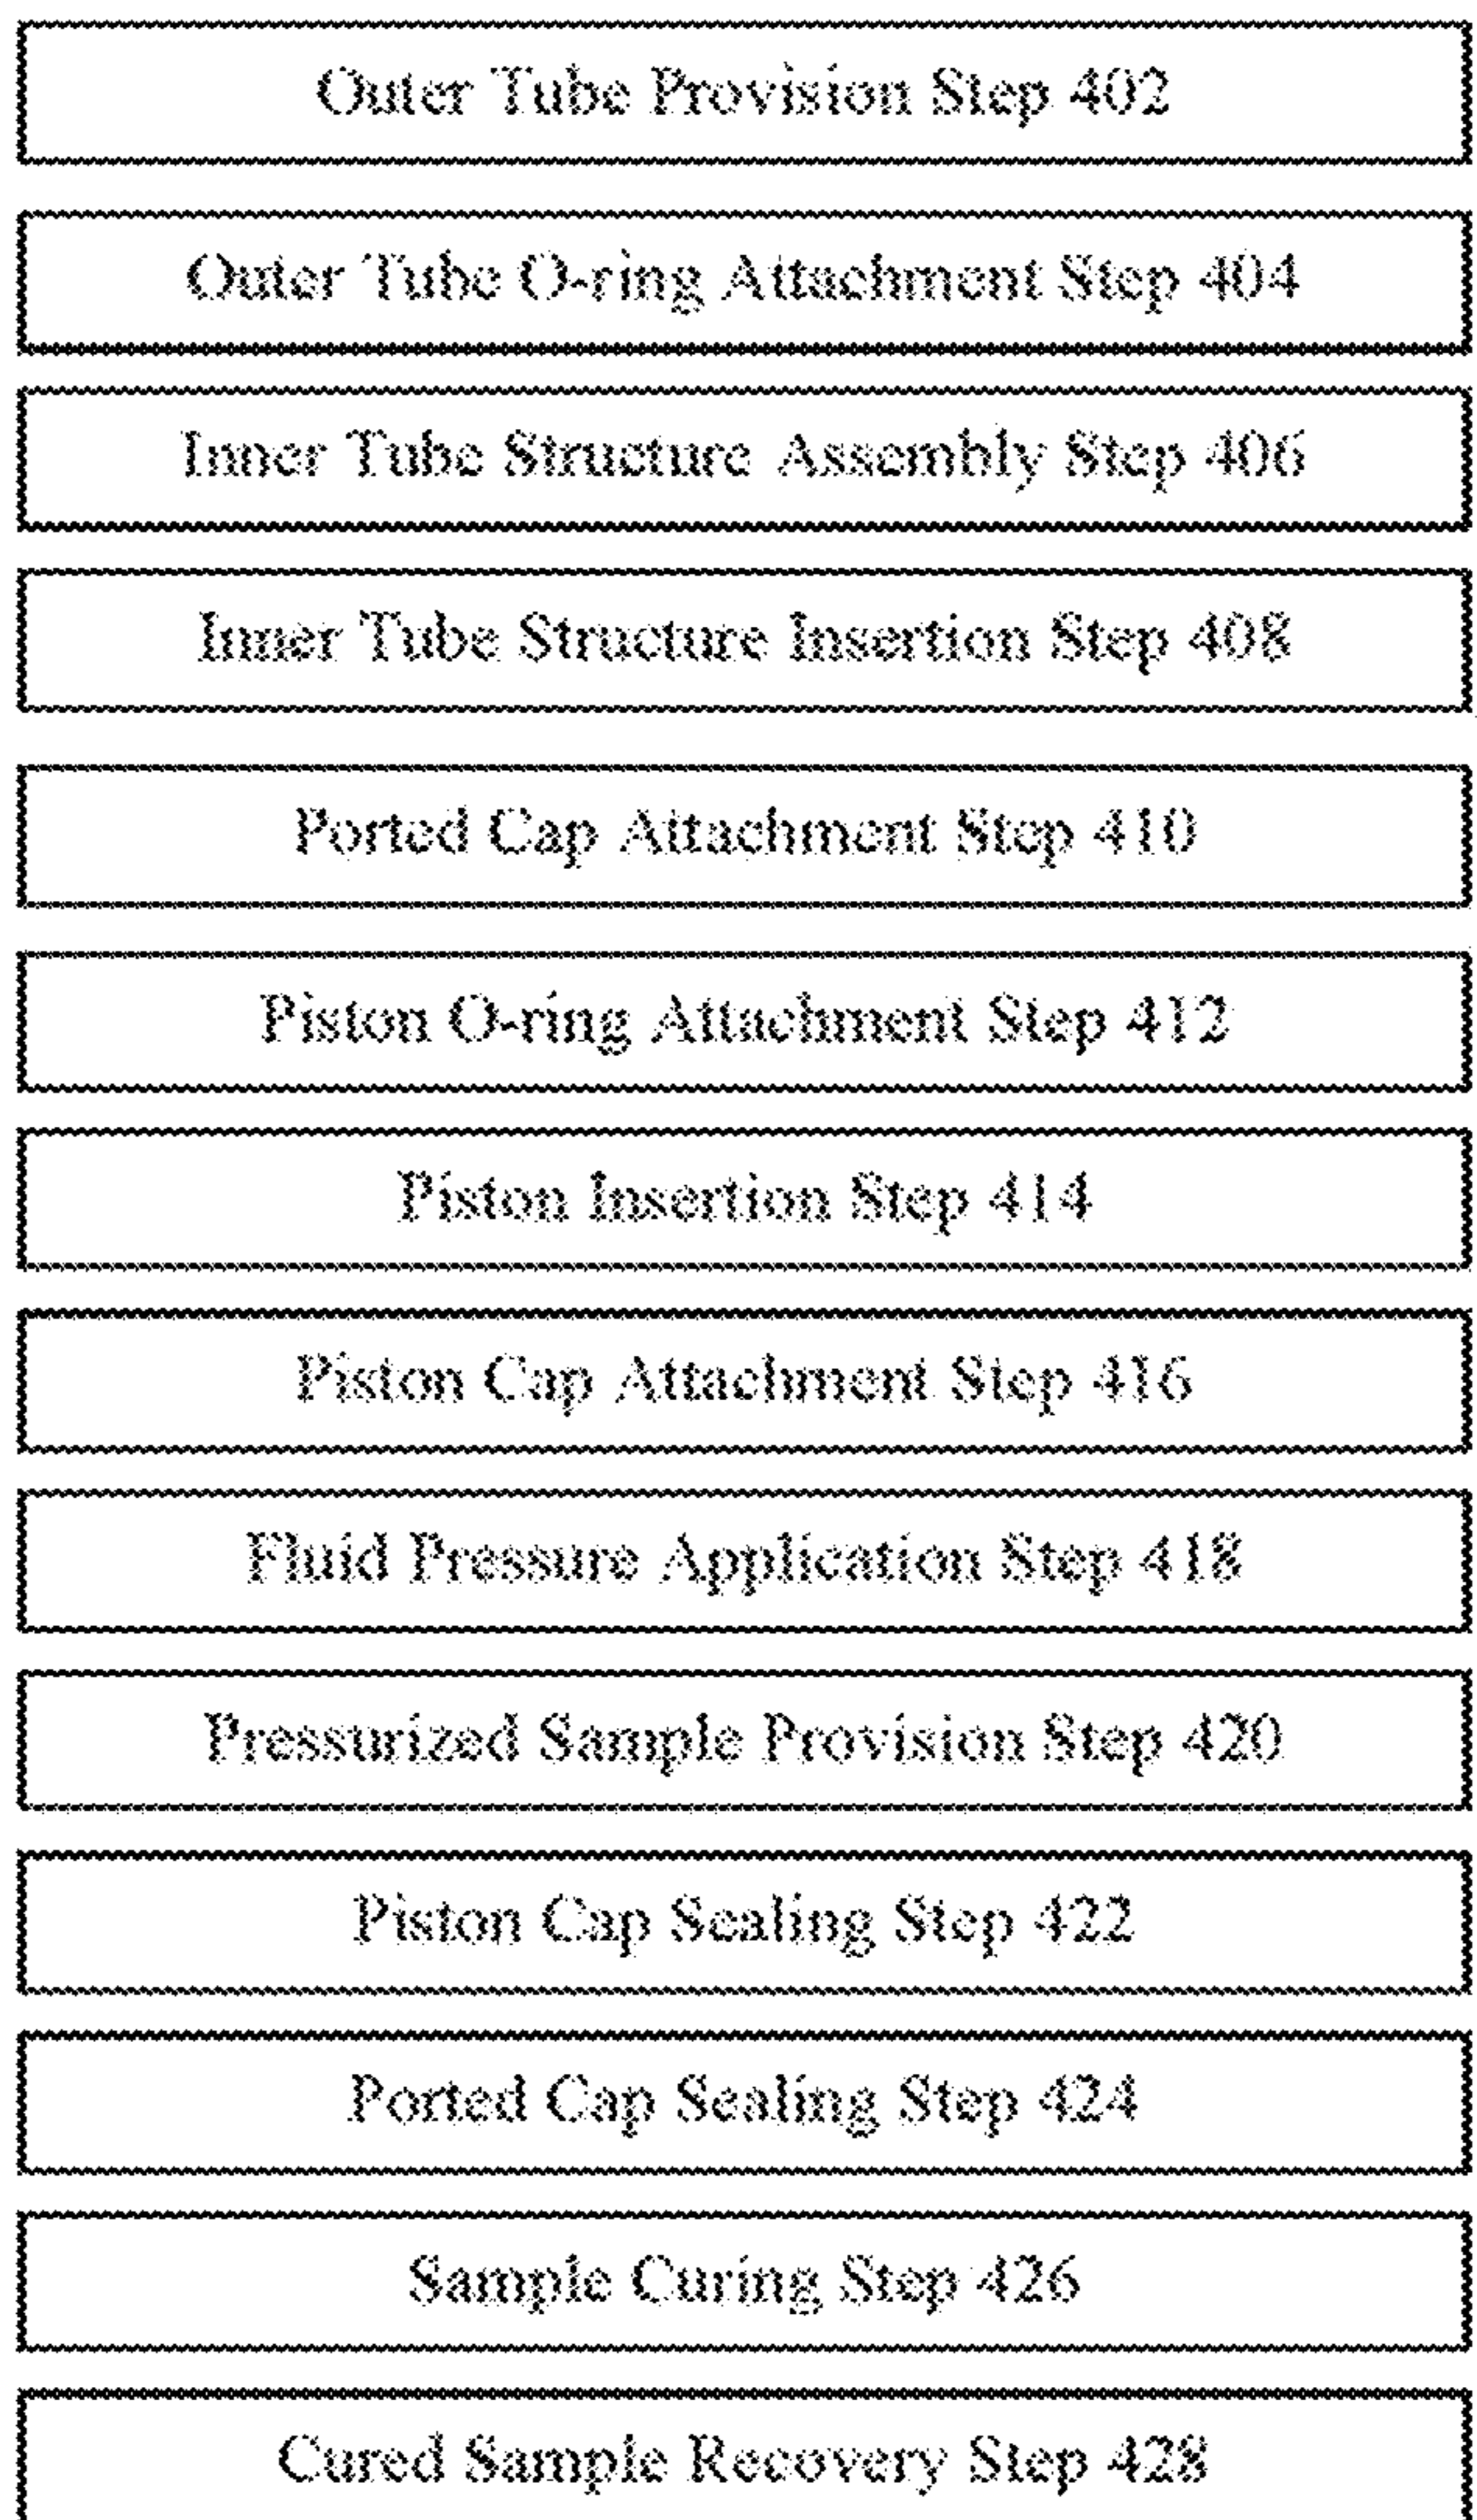 Outer Tube Provision Step 402
Outer Tube O-ring Attachment Step 404
Inner Tube Structure Assembly Step 406
Inner Tube Structure Insertion Step 408
Ported Cap Attachment Step 410
Piston O-ring Attachment Step 412
Piston Insertion Step 414
Piston Cap Attachment Step 416
Fluid Pressure Application Step 418
Pressurized Sample Provision Step 420
Piston Cap Sealing Step 422
Ported Cap Sealing Step 424
Sample Curing Step 426
Cured Sample Recovery Step 428